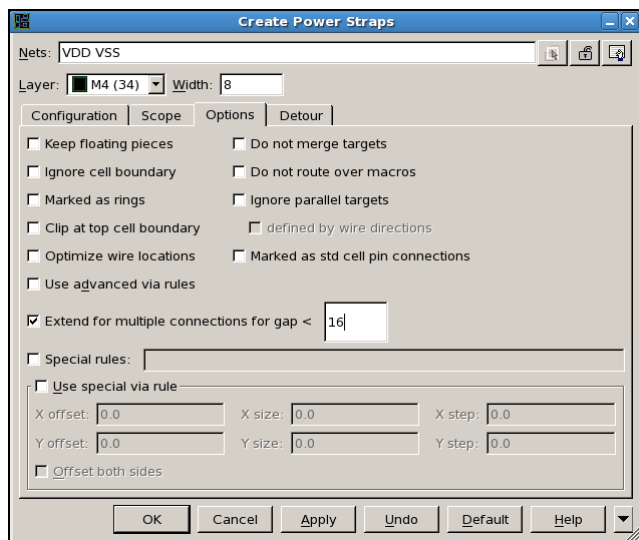 Create Power Straps
Nets: VDD VSS
Layer: M4 (34) Width: 8
Configuration Scope Options Detour
Keep floating pieces Do not merge targets
Ignore cell boundary Do not route over macros
Marked as rings Ignore parallel targets
Clip at top cell boundary defined by wire directions
Optimize wire locations Marked as std cell pin connections
Use advanced via rules
Extend for multiple connections for gap < 16
Special rules:
Use special via rule
X offset: 0.0 X size: 0.0 X step: 0.0
Y offset: 0.0 Y size: 0.0 Y step: 0.0
Offset both sides
OK Cancel Apply Undo Default Help